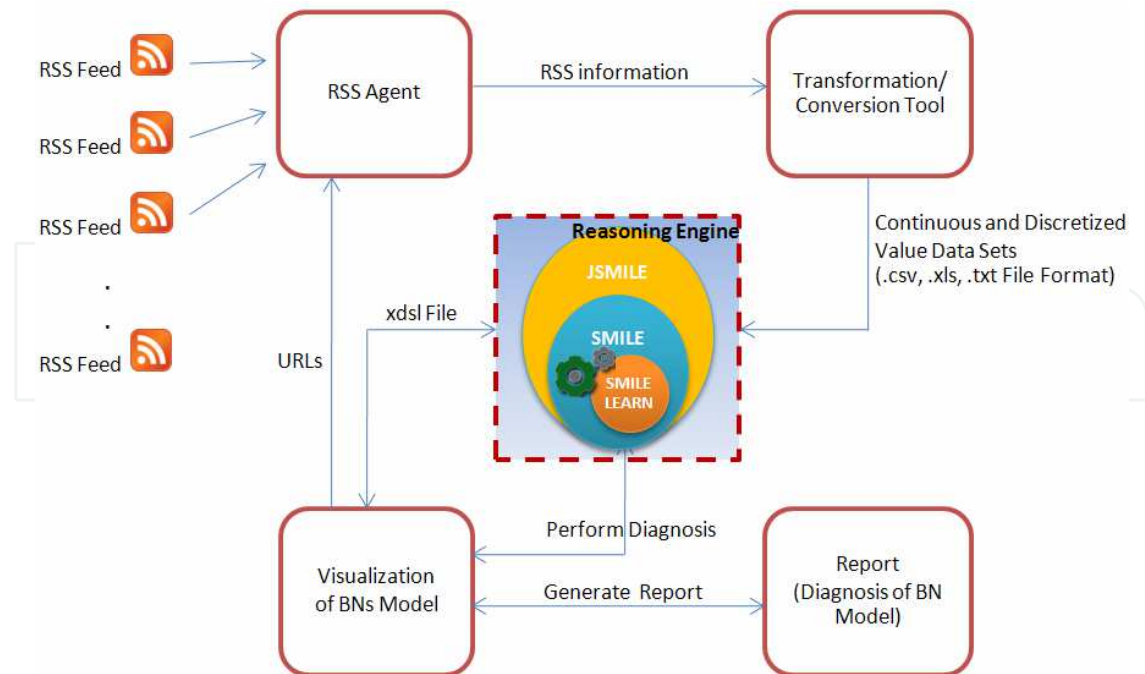 RSS Feed
RSS Feed
RSS Feed
.
.
RSS Feed
RSS Agent
RSS information
Transformation/
Conversion Tool
Continuous and Discretized
Value Data Sets
(.csv, .xls, .txt File Format)
Reasoning Engine
JSMILE
SMILE
SMILE
LEARN
xdsl File
URLs
Perform Diagnosis
Visualization
of BNs Model
Generate Report
Report
(Diagnosis of BN
Model)